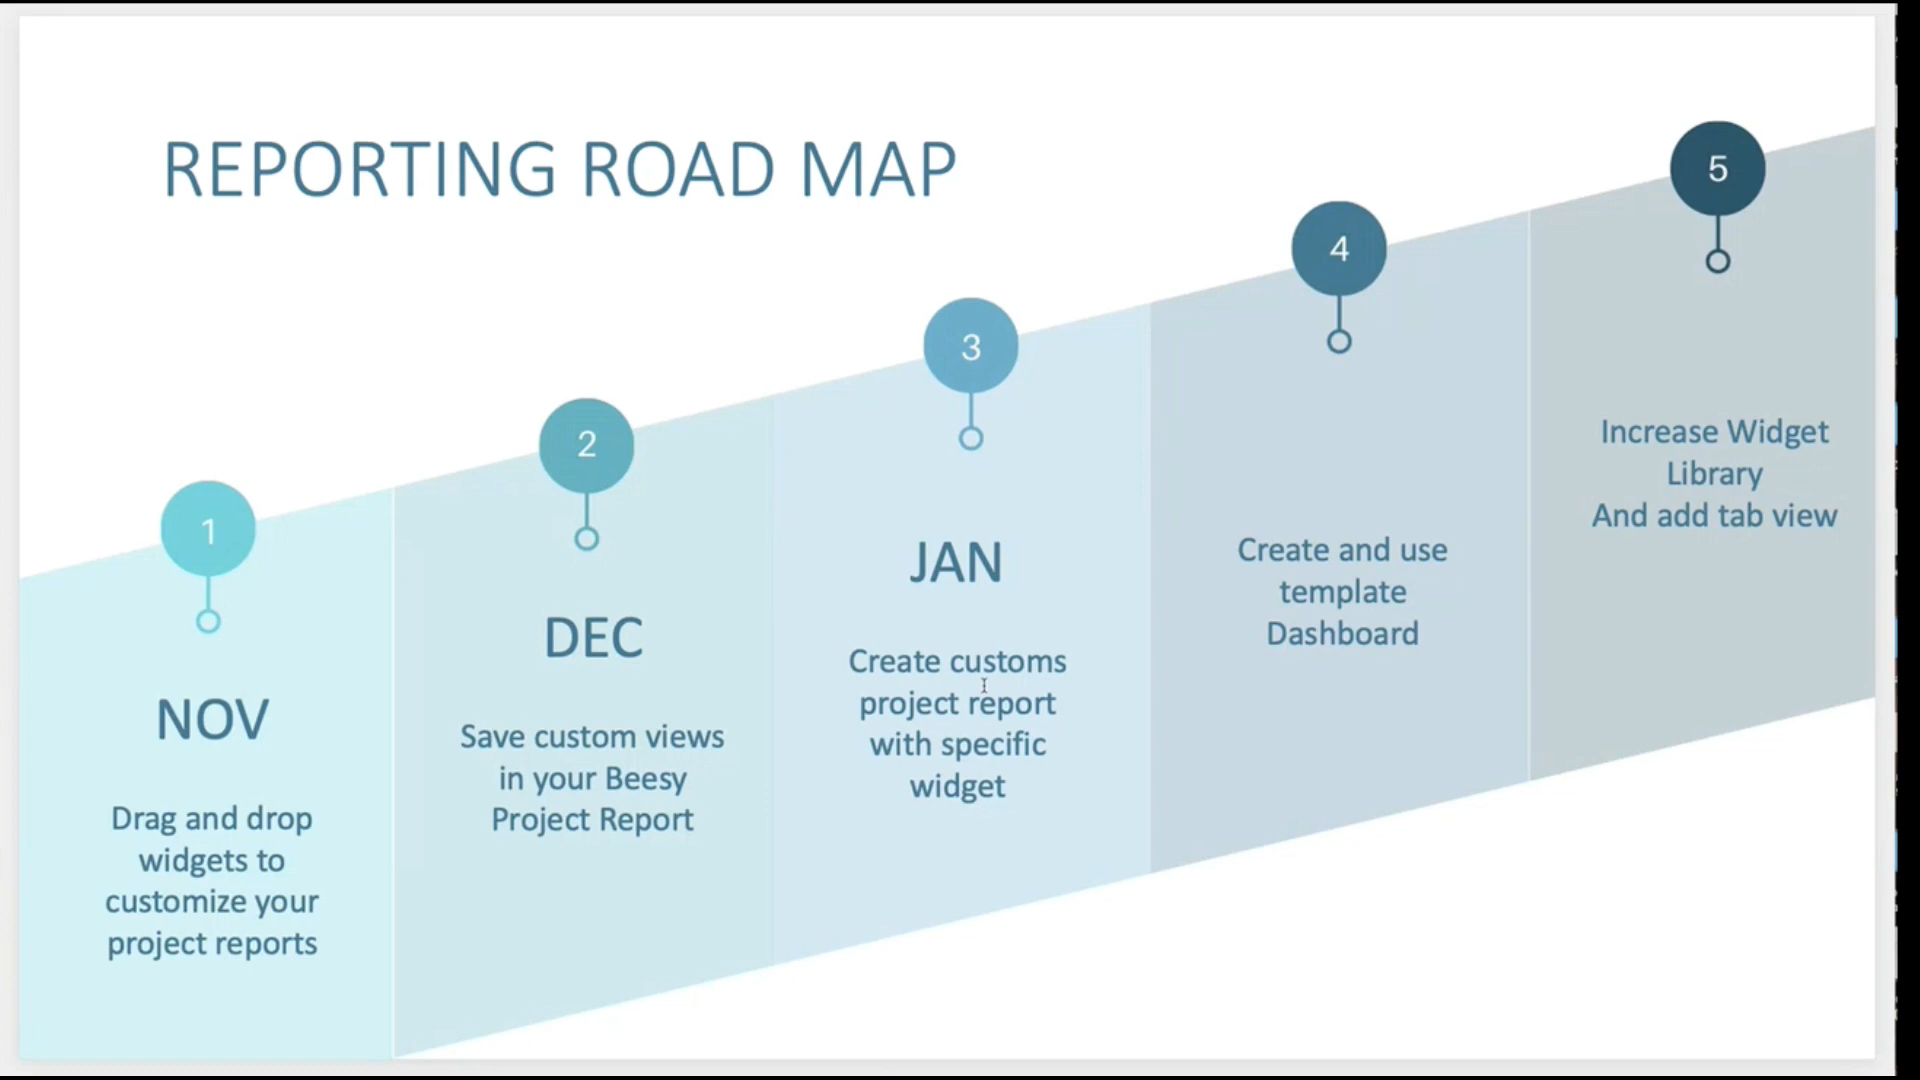 REPORTING ROAD MAP
1
NOV
Drag and drop
widgets to
customize your
project reports
2
DEC
Save custom views
in your Beesy
Project Report
3
JAN
Create customs
project report
with specific
widget
4
Create and use
template
Dashboard
5
Increase Widget
Library
And add tab view